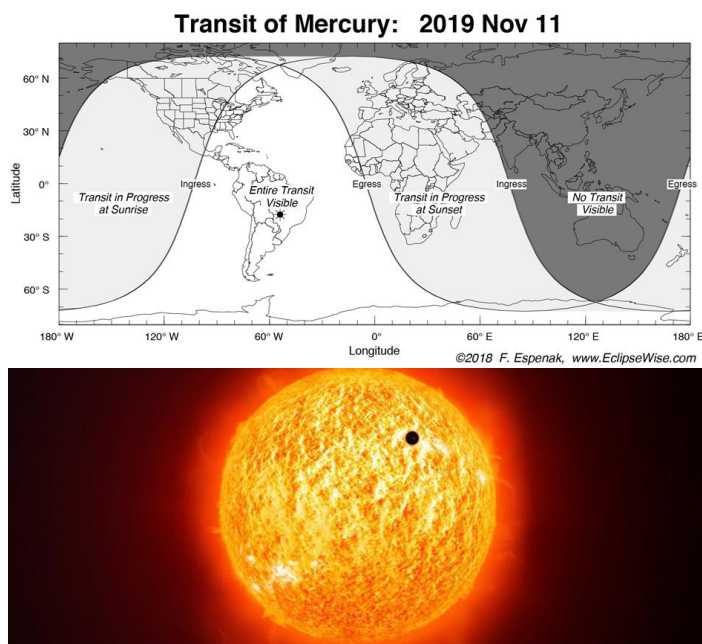 Transit of Mercury: 2019 Nov 11
60° N
30° N
0°
30° S
60° S
Latitude
Ingress
Egress
Ingress
Egress
Transit in Progress
at Sunrise
Entire Transit
Visible
Transit in Progress
at Sunset
No Transit
Visible
180° W
120° W
60° W
0°
60° E
120° E
180° E
Longitude
©2018 F. Espenak, www.EclipseWise.com